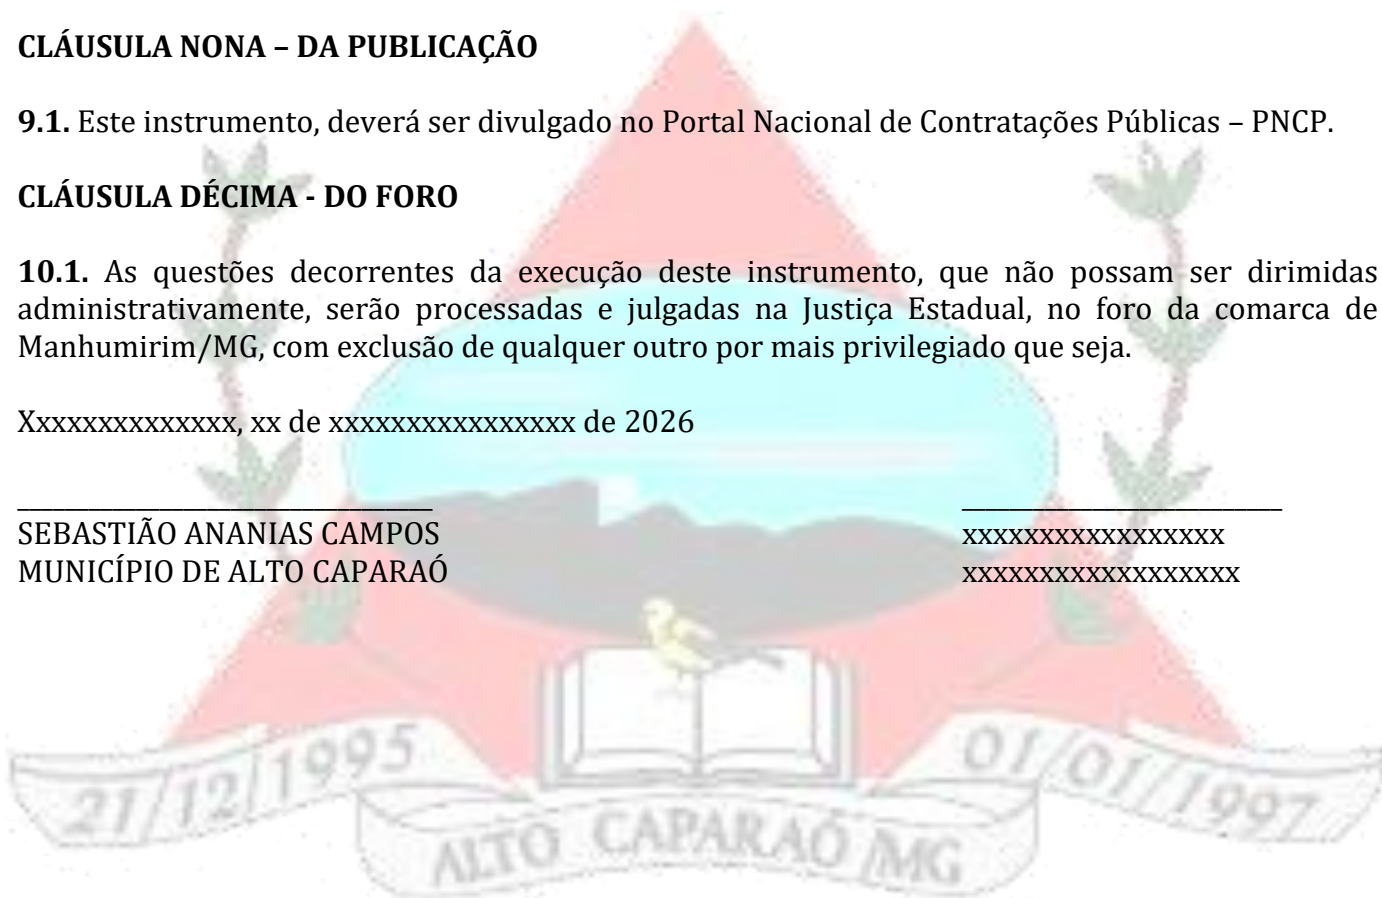 CLÁUSULA NONA – DA PUBLICAÇÃO
9.1. Este instrumento, deverá ser divulgado no Portal Nacional de Contratações Públicas – PNCP.
CLÁUSULA DÉCIMA - DO FORO
10.1. As questões decorrentes da execução deste instrumento, que não possam ser dirimidas
administrativamente, serão processadas e julgadas na Justiça Estadual, no foro da comarca de
Manhumirim/MG, com exclusão de qualquer outro por mais privilegiado que seja.
Xxxxxxxxxxxxxxx, xx de xxxxxxxxxxxxxxxx de 2026
__________________________________ __________________________
SEBASTIÃO ANANIAS CAMPOS xxxxxxxxxxxxxxxxx
MUNICÍPIO DE ALTO CAPARAÓ xxxxxxxxxxxxxxxxxx
21/12/1995 01/01/1997
ALTO CAPARAÓ MG